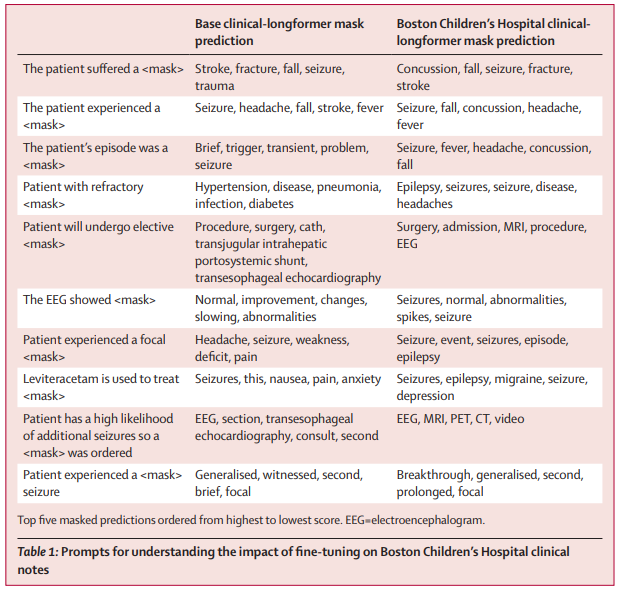 Base clinical-longformer mask prediction
Boston Children's Hospital clinical-longformer mask prediction
The patient suffered a <mask>
Stroke, fracture, fall, seizure,
trauma
Concussion, fall, seizure, fracture,
stroke
The patient experienced a
<mask>
Seizure, headache, fall, stroke, fever
Seizure, fall, concussion, headache,
fever
The patient's episode was a
<mask>
Brief, trigger, transient, problem,
seizure
Seizure, fever, headache, concussion,
fall
Patient with refractory
<mask>
Hypertension, disease, pneumonia,
infection, diabetes
Epilepsy, seizures, seizure, disease,
headaches
Patient will undergo elective
<mask>
Procedure, surgery, cath,
transjugular intrahepatic
portosystemic shunt,
transesophageal echocardiography
Surgery, admission, MRI, procedure,
EEG
The EEG showed <mask>
Normal, improvement, changes,
slowing, abnormalities
Seizures, normal, abnormalities,
spikes, seizure
Patient experienced a focal
<mask>
Headache, seizure, weakness,
deficit, pain
Seizure, event, seizures, episode,
epilepsy
Leviteracetam is used to treat
<mask>
Seizures, this, nausea, pain, anxiety
Seizures, epilepsy, migraine, seizure,
depression
Patient has a high likelihood
of additional seizures so a
<mask> was ordered
EEG, section, transesophageal
echocardiography, consult, second
EEG, MRI, PET, CT, video
Patient experienced a <mask>
seizure
Generalised, witnessed, second,
brief, focal
Breakthrough, generalised, second,
prolonged, focal
Top five masked predictions ordered from highest to lowest score. EEG=electroencephalogram.
Table 1: Prompts for understanding the impact of fine-tuning on Boston Children's Hospital clinical
notes